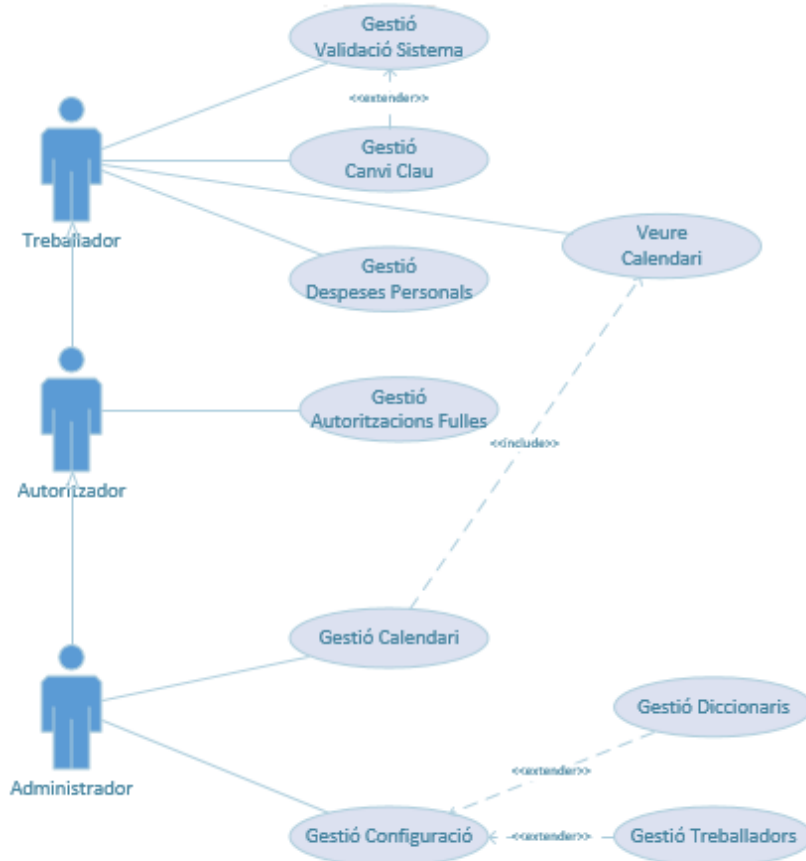 Gestió
Validació Sistema
<<extender>>
Gestió
Canvi Clau
Treballador
Veure
Calendari
Gestió
Despeses Personals
Gestió
Autoritzacions Fulles
<<include>>
Autoritzador
Gestió Calendari
Gestió Diccionaris
<<extender>>
Administrador
Gestió Configuració
<<extender>>
Gestió Treballadors